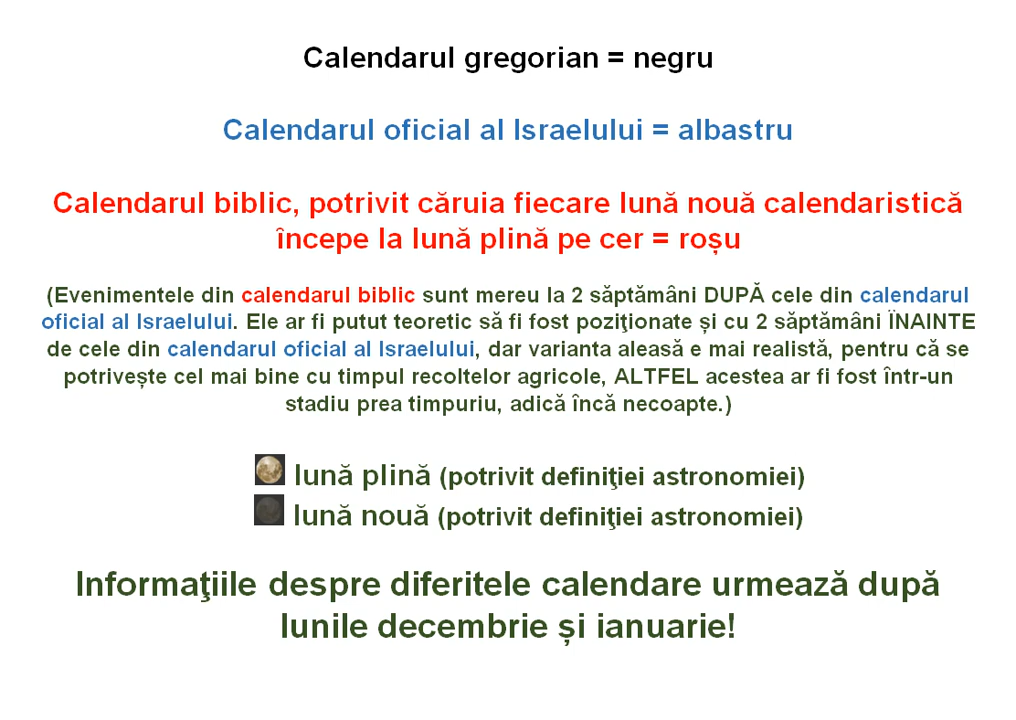 Calendarul gregorian = negru
Calendarul oficial al Israelului = albastru
Calendarul biblic, potrivit căruia fiecare lună nouă calendaristică
începe la lună plină pe cer = roșu
(Evenimentele din calendarul biblic sunt mereu la 2 săptămâni DUPĂ cele din calendarul
oficial al Israelului. Ele ar fi putut teoretic să fi fost poziţionate și cu 2 săptămâni ÏNAINTE
de cele din calendarul oficial al Israelului, dar varianta aleasă e mai realistă, pentru că se
potrivește cel mai bine cu timpul recoltelor agricole, ALTFEL acestea ar fi fost într-un
stadiu prea timpuriu, adică încă necoapte.)
lună plină (potrivit definiţiei astronomiei)
lună nouă (potrivit definiţiei astronomiei)
Informaţiile despre diferitele calendare urmează după
lunile decembrie și ianuarie!